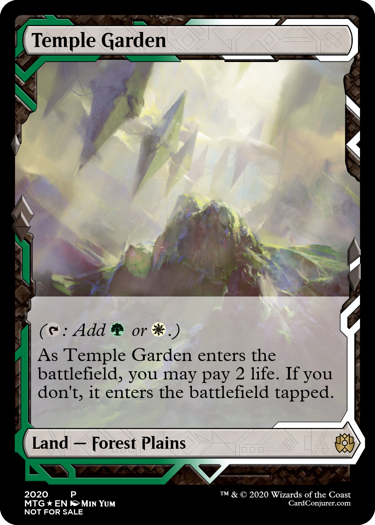 Temple Garden
(: Add or .)
As Temple Garden enters the
battlefield, you may pay 2 life. If you
don't, it enters the battlefield tapped.
Land — Forest Plains
2020 P
MTG ★ EN Min Yum
NOT FOR SALE
™ & © 2020 Wizards of the Coast
CardConjurer.com